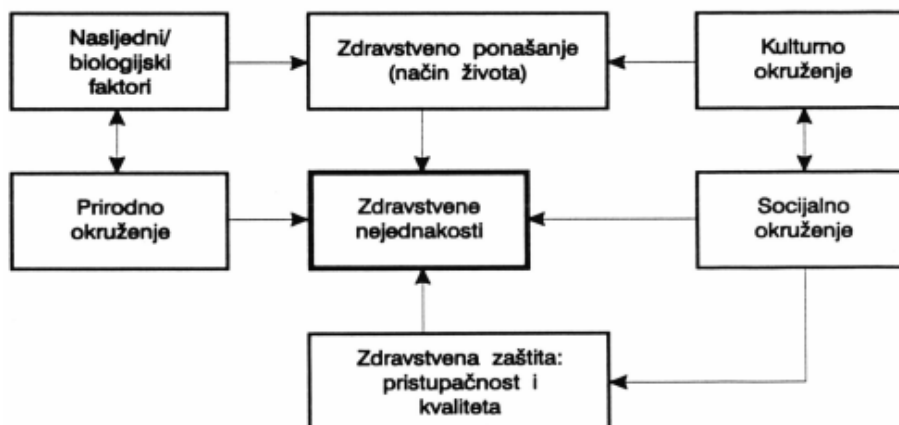 Nasljedni/
biologijski
faktori
Zdravstveno ponašanje
(način života)
Kulturno
okruženje
Prirodno
okruženje
Zdravstvene
nejednakosti
Socijalno
okruženje
Zdravstvena zaštita:
pristupačnost i
kvaliteta